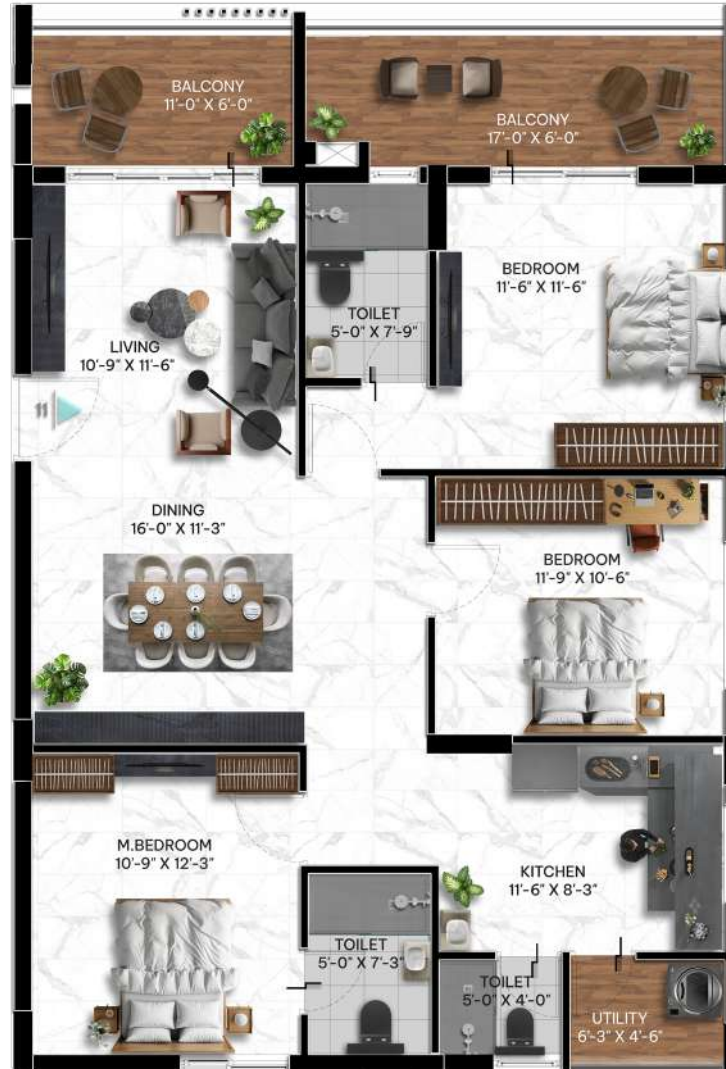 BALCONY
11'-0" X 6'-0"
BALCONY
17'-0" X 6'-0"
BEDROOM
11'-6" X 11'-6"
TOILET
5'-0" X 7'-9"
LIVING
10'-9" X 11'-6"
DINING
16'-0" X 11'-3"
BEDROOM
11'-9" X 10'-6"
M.BEDROOM
10'-9" X 12'-3"
KITCHEN
11'-6" X 8'-3"
TOILET
5'-0" X 7'-3"
TOILET
5'-0" X 4'-0"
UTILITY
6'-3" X 4'-6"